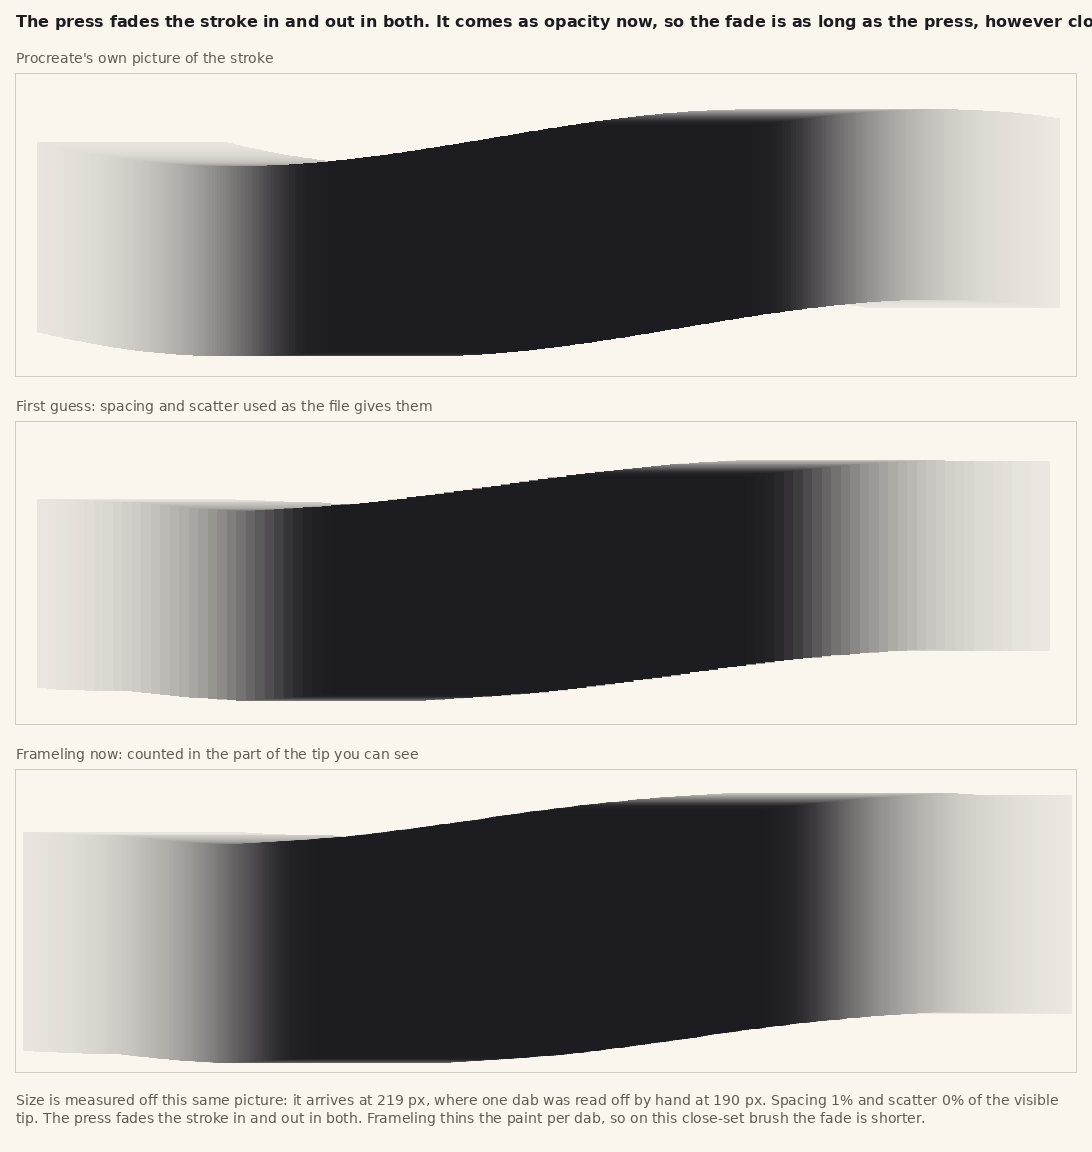 The press fades the stroke in and out in both. It comes as opacity now, so the fade is as long as the press, however
Procreate's own picture of the stroke
First guess: spacing and scatter used as the file gives them
Frameling now: counted in the part of the tip you can see
Size is measured off this same picture: it arrives at 219 px, where one dab was read off by hand at 190 px. Spacing 1% and scatter 0% of the visible
tip. The press fades the stroke in and out in both. Frameling thins the paint per dab, so on this close-set brush the fade is shorter.